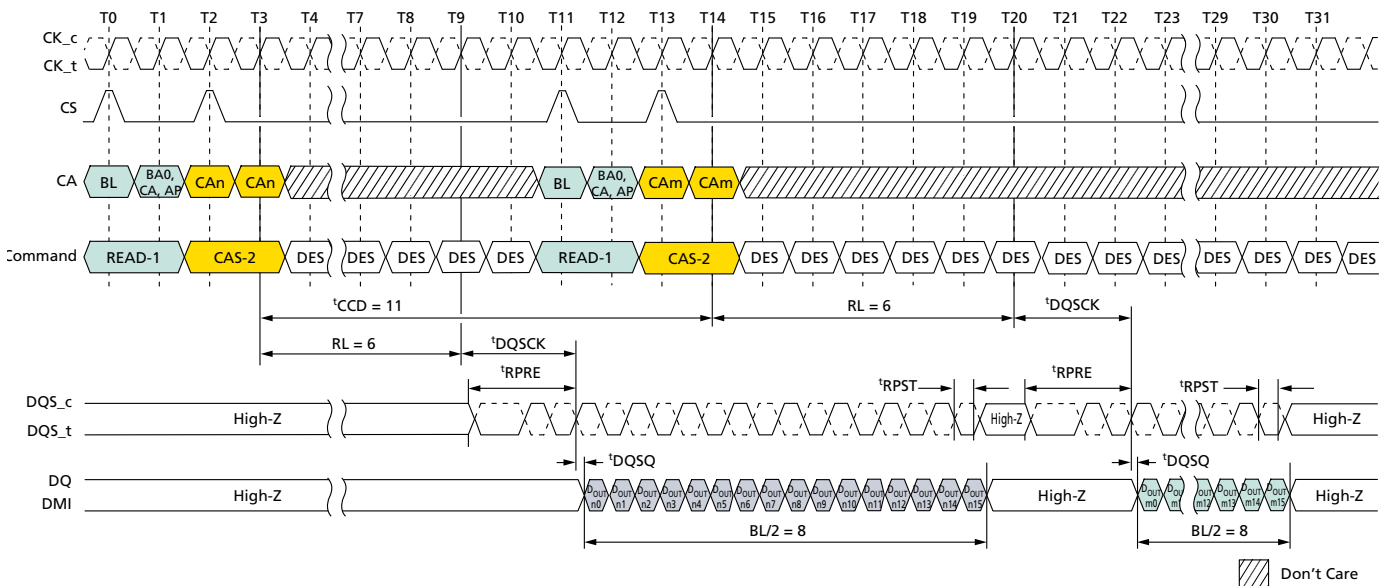 T0 T1 T2 T3 T4 T7 T8 T9 T10 T11 T12 T13 T14 T15 T16 T17 T18 T19 T20 T21 T22 T23 T29 T30 T31
CK_c
CK_t
CS
CA BL BA0, CA, AP CAn CAn BL BA0, CA, AP CAm CAm
Command READ-1 CAS-2 DES DES DES DES DES READ-1 CAS-2 DES DES DES DES DES DES DES DES DES DES DES DES DES
tCCD = 11 RL = 6 tDQSCK
RL = 6 tDQSCK
tRPRE tRPST tRPRE tRPST
DQS_c
DQS_t High-Z High-Z High-Z
tDQSQ tDQSQ
DQ
DMI High-Z DOUT n0 DOUT n1 DOUT n2 DOUT n3 DOUT n4 DOUT n5 DOUT n6 DOUT n7 DOUT n8 DOUT n9 DOUT n10 DOUT n11 DOUT n12 DOUT n13 DOUT n14 DOUT n15 High-Z DOUT m0 DOUT DOUT m12 DOUT m13 DOUT m14 DOUT m15 High-Z
BL/2 = 8 BL/2 = 8
Don't Care